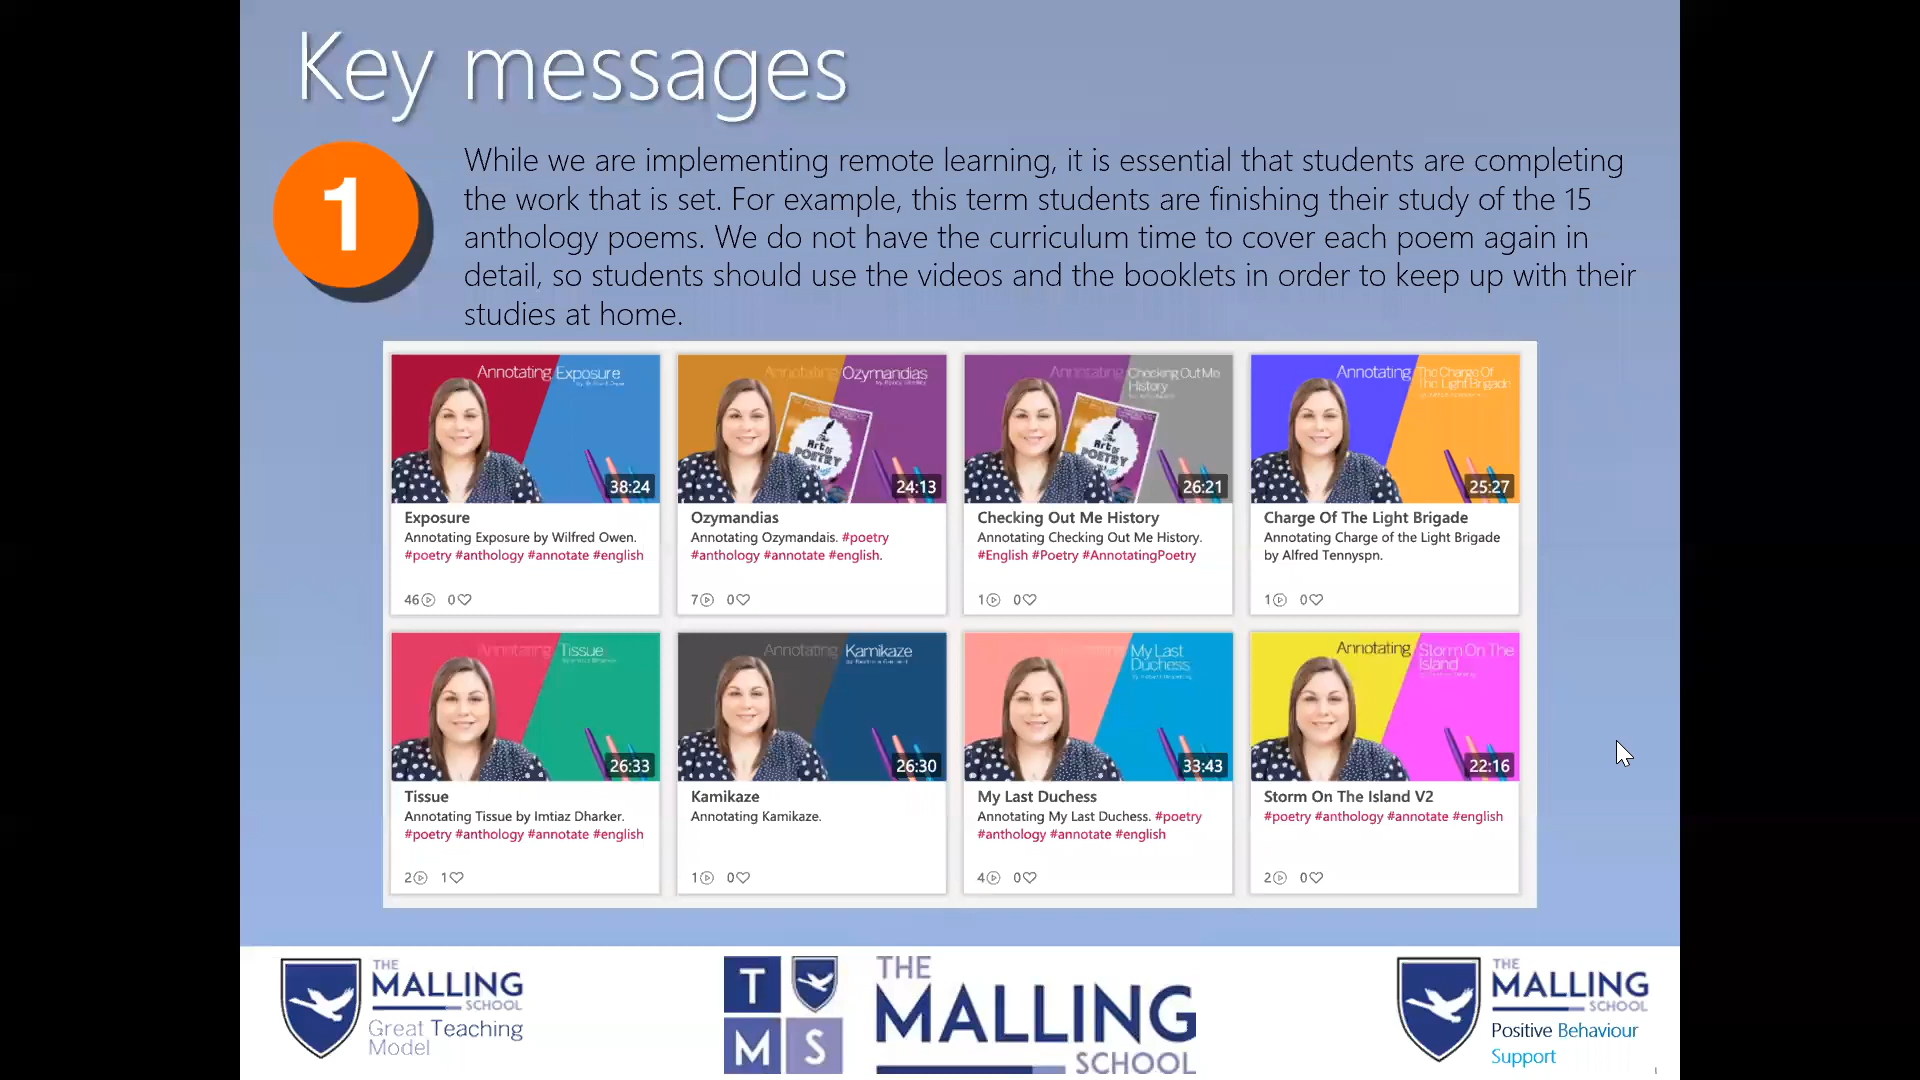 Key messages
1
While we are implementing remote learning, it is essential that students are completing
the work that is set. For example, this term students are finishing their study of the 15
anthology poems. We do not have the curriculum time to cover each poem again in
detail, so students should use the videos and the booklets in order to keep up with their
studies at home.
Annotating Exposure
38:24
Exposure
Annotating Exposure by Wilfred Owen.
#poetry #anthology #annotate #english
46 0
Annotating Ozymandias
The Art of POETRY
24:13
Ozymandias
Annotating Ozymandais. #poetry
#anthology #annotate #english.
7 0
Annotating Checking Out Me
History
The Art of POETRY
26:21
Checking Out Me History
Annotating Checking Out Me History.
#English #Poetry #AnnotatingPoetry
1 0
Annotating The Charge Of
The Light Brigade
25:27
Charge Of The Light Brigade
Annotating Charge of the Light Brigade
by Alfred Tennyspn.
1 0
Annotating Tissue
26:33
Tissue
Annotating Tissue by Imtiaz Dharker.
#poetry #anthology #annotate #english
2 1
Annotating Kamikaze
26:30
Kamikaze
Annotating Kamikaze.
1 0
My Last
Duchess
33:43
My Last Duchess
Annotating My Last Duchess. #poetry
#anthology #annotate #english
4 0
Annotating Storm On The
Island
22:16
Storm On The Island V2
#poetry #anthology #annotate #english
2 0
THE
MALLING
SCHOOL
Great Teaching
Model
T
M S
THE
MALLING
SCHOOL
THE
MALLING
SCHOOL
Positive Behaviour
Support